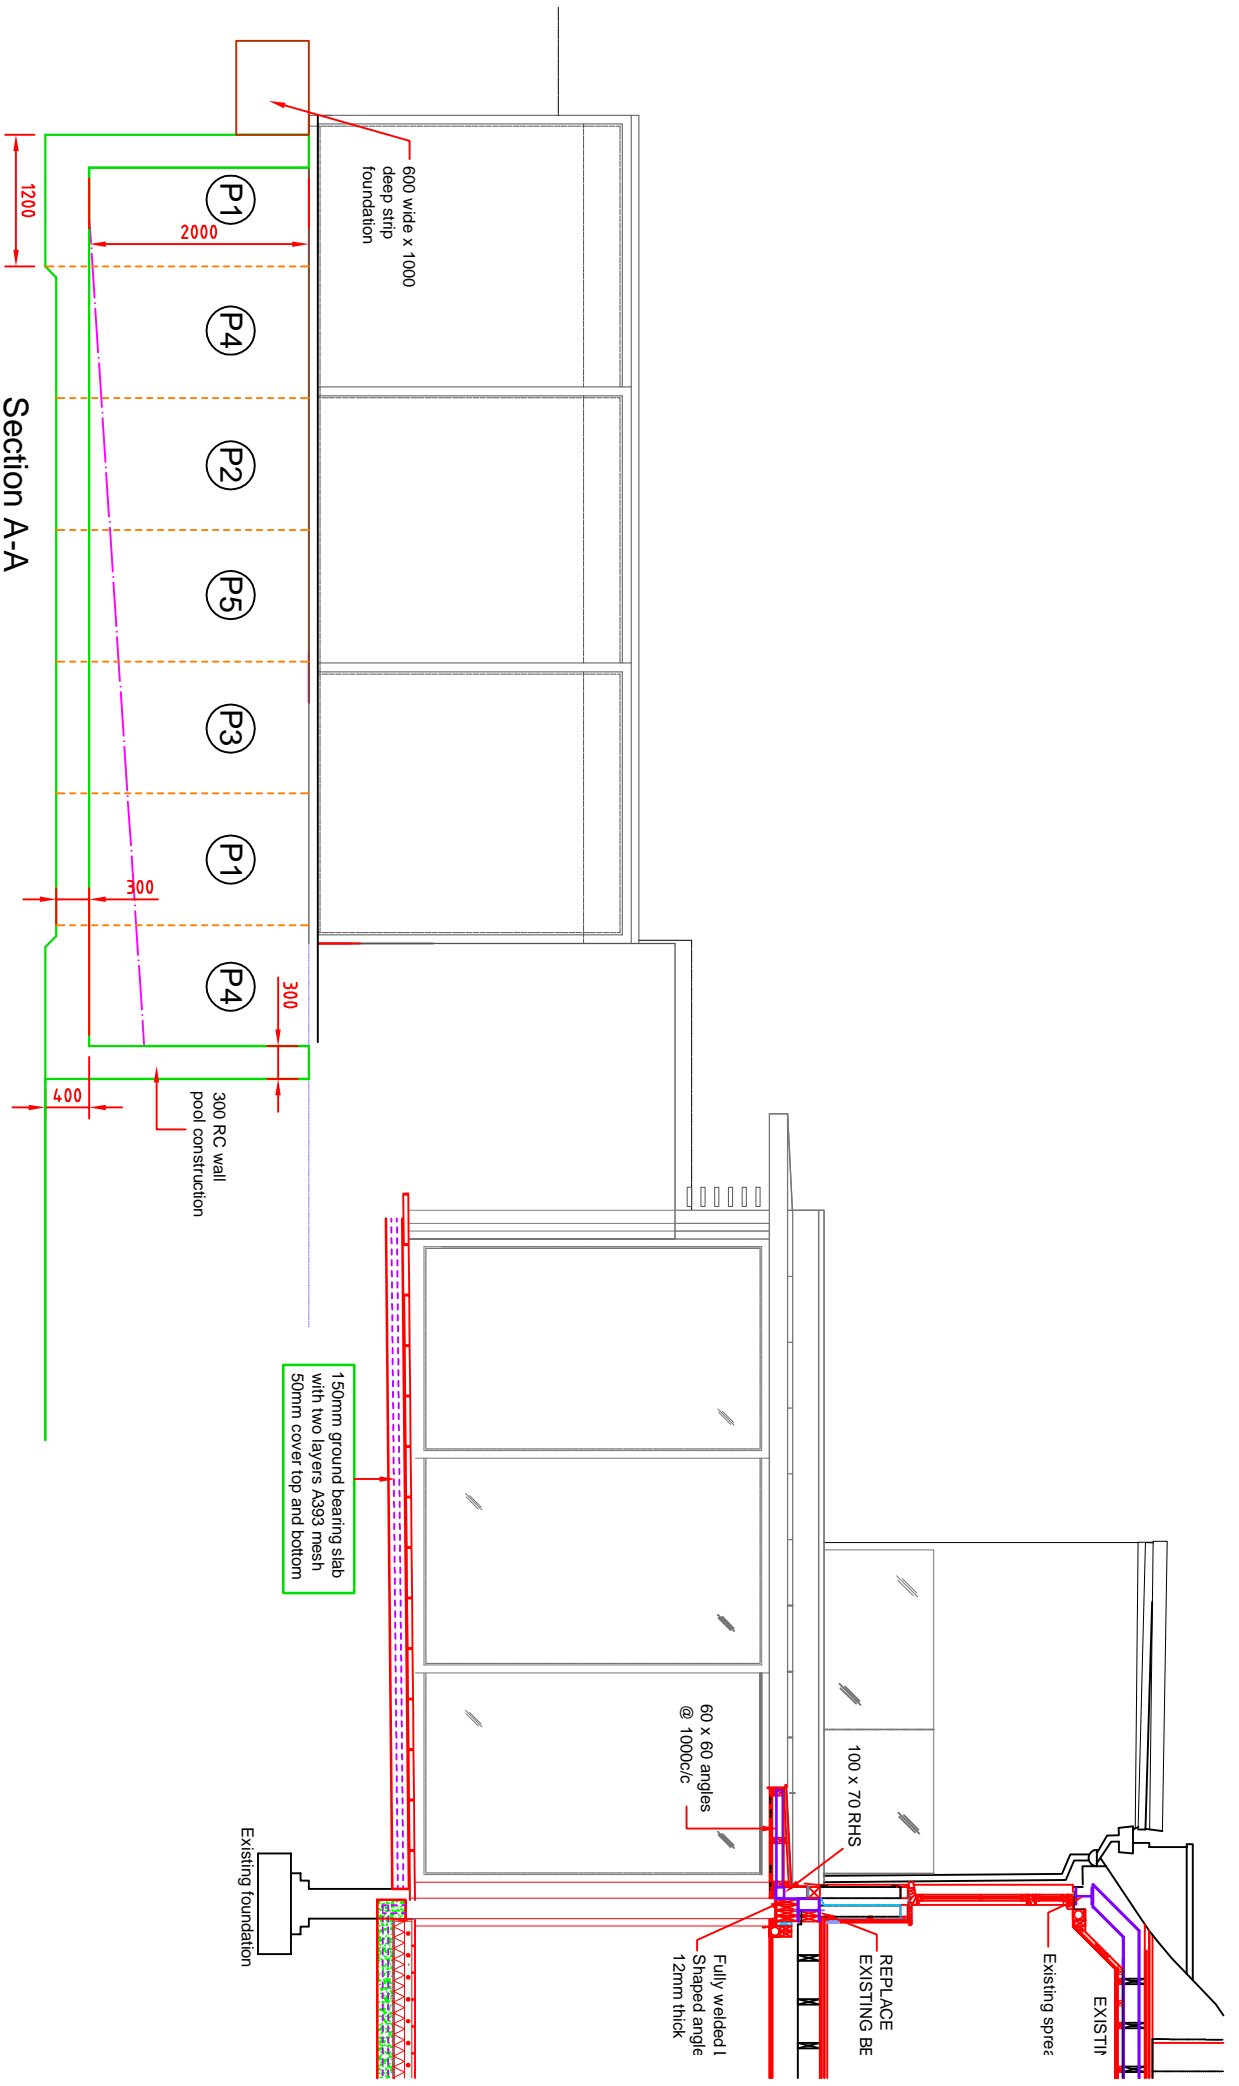 600 wide x 1000
deep strip
foundation
P1
P4
P2
P5
P3
P1
P4
2000
1200
300
300
400
300 RC wall
pool construction
Section A-A
150mm ground bearing slab
with two layers A393 mesh
50mm cover top and bottom
Existing foundation
60 x 60 angles
@ 1000c/c
100 x 70 RHS
Fully welded L
Shaped angle
12mm thick
REPLACE
EXISTING BE
Existing sprea
EXISTIN